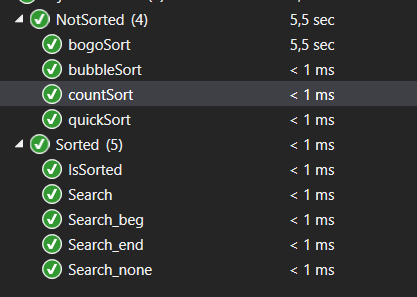 NotSorted (4) 5,5 sec
bogoSort 5,5 sec
bubbleSort < 1 ms
countSort < 1 ms
quickSort < 1 ms
Sorted (5) < 1 ms
IsSorted < 1 ms
Search < 1 ms
Search_beg < 1 ms
Search_end < 1 ms
Search_none < 1 ms